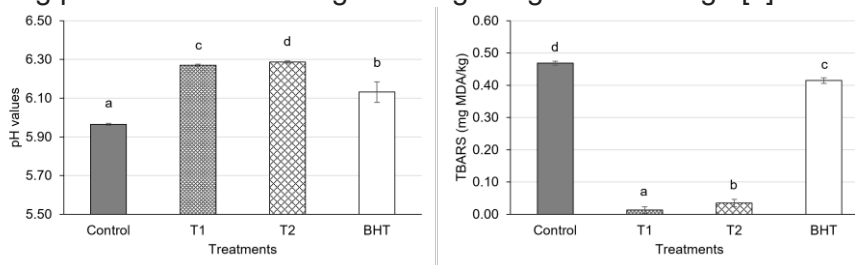 6.50
6.30
6.10
5.90
5.70
5.50
pH values
a
c
d
b
Control T1 T2 BHT
Treatments
0.60
0.50
0.40
0.30
0.20
0.10
0.00
TBARS (mg MDA/kg)
d
a
b
c
Control T1 T2 BHT
Treatments